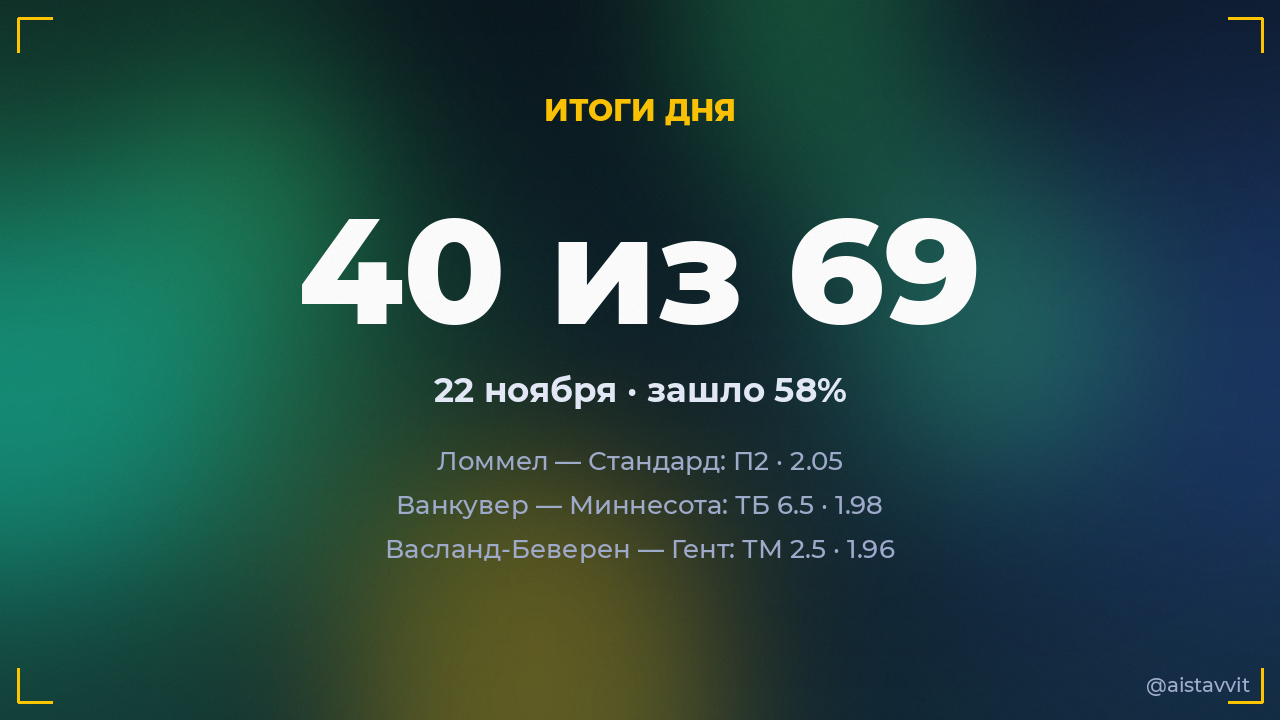 ИТОГИ ДНЯ
40 из 69
22 ноября · зашло 58%
Ломмел — Стандард: П2 · 2.05
Ванкувер — Миннесота: ТБ 6.5 · 1.98
Васланд-Беверен — Гент: ТМ 2.5 · 1.96
@aistavvit